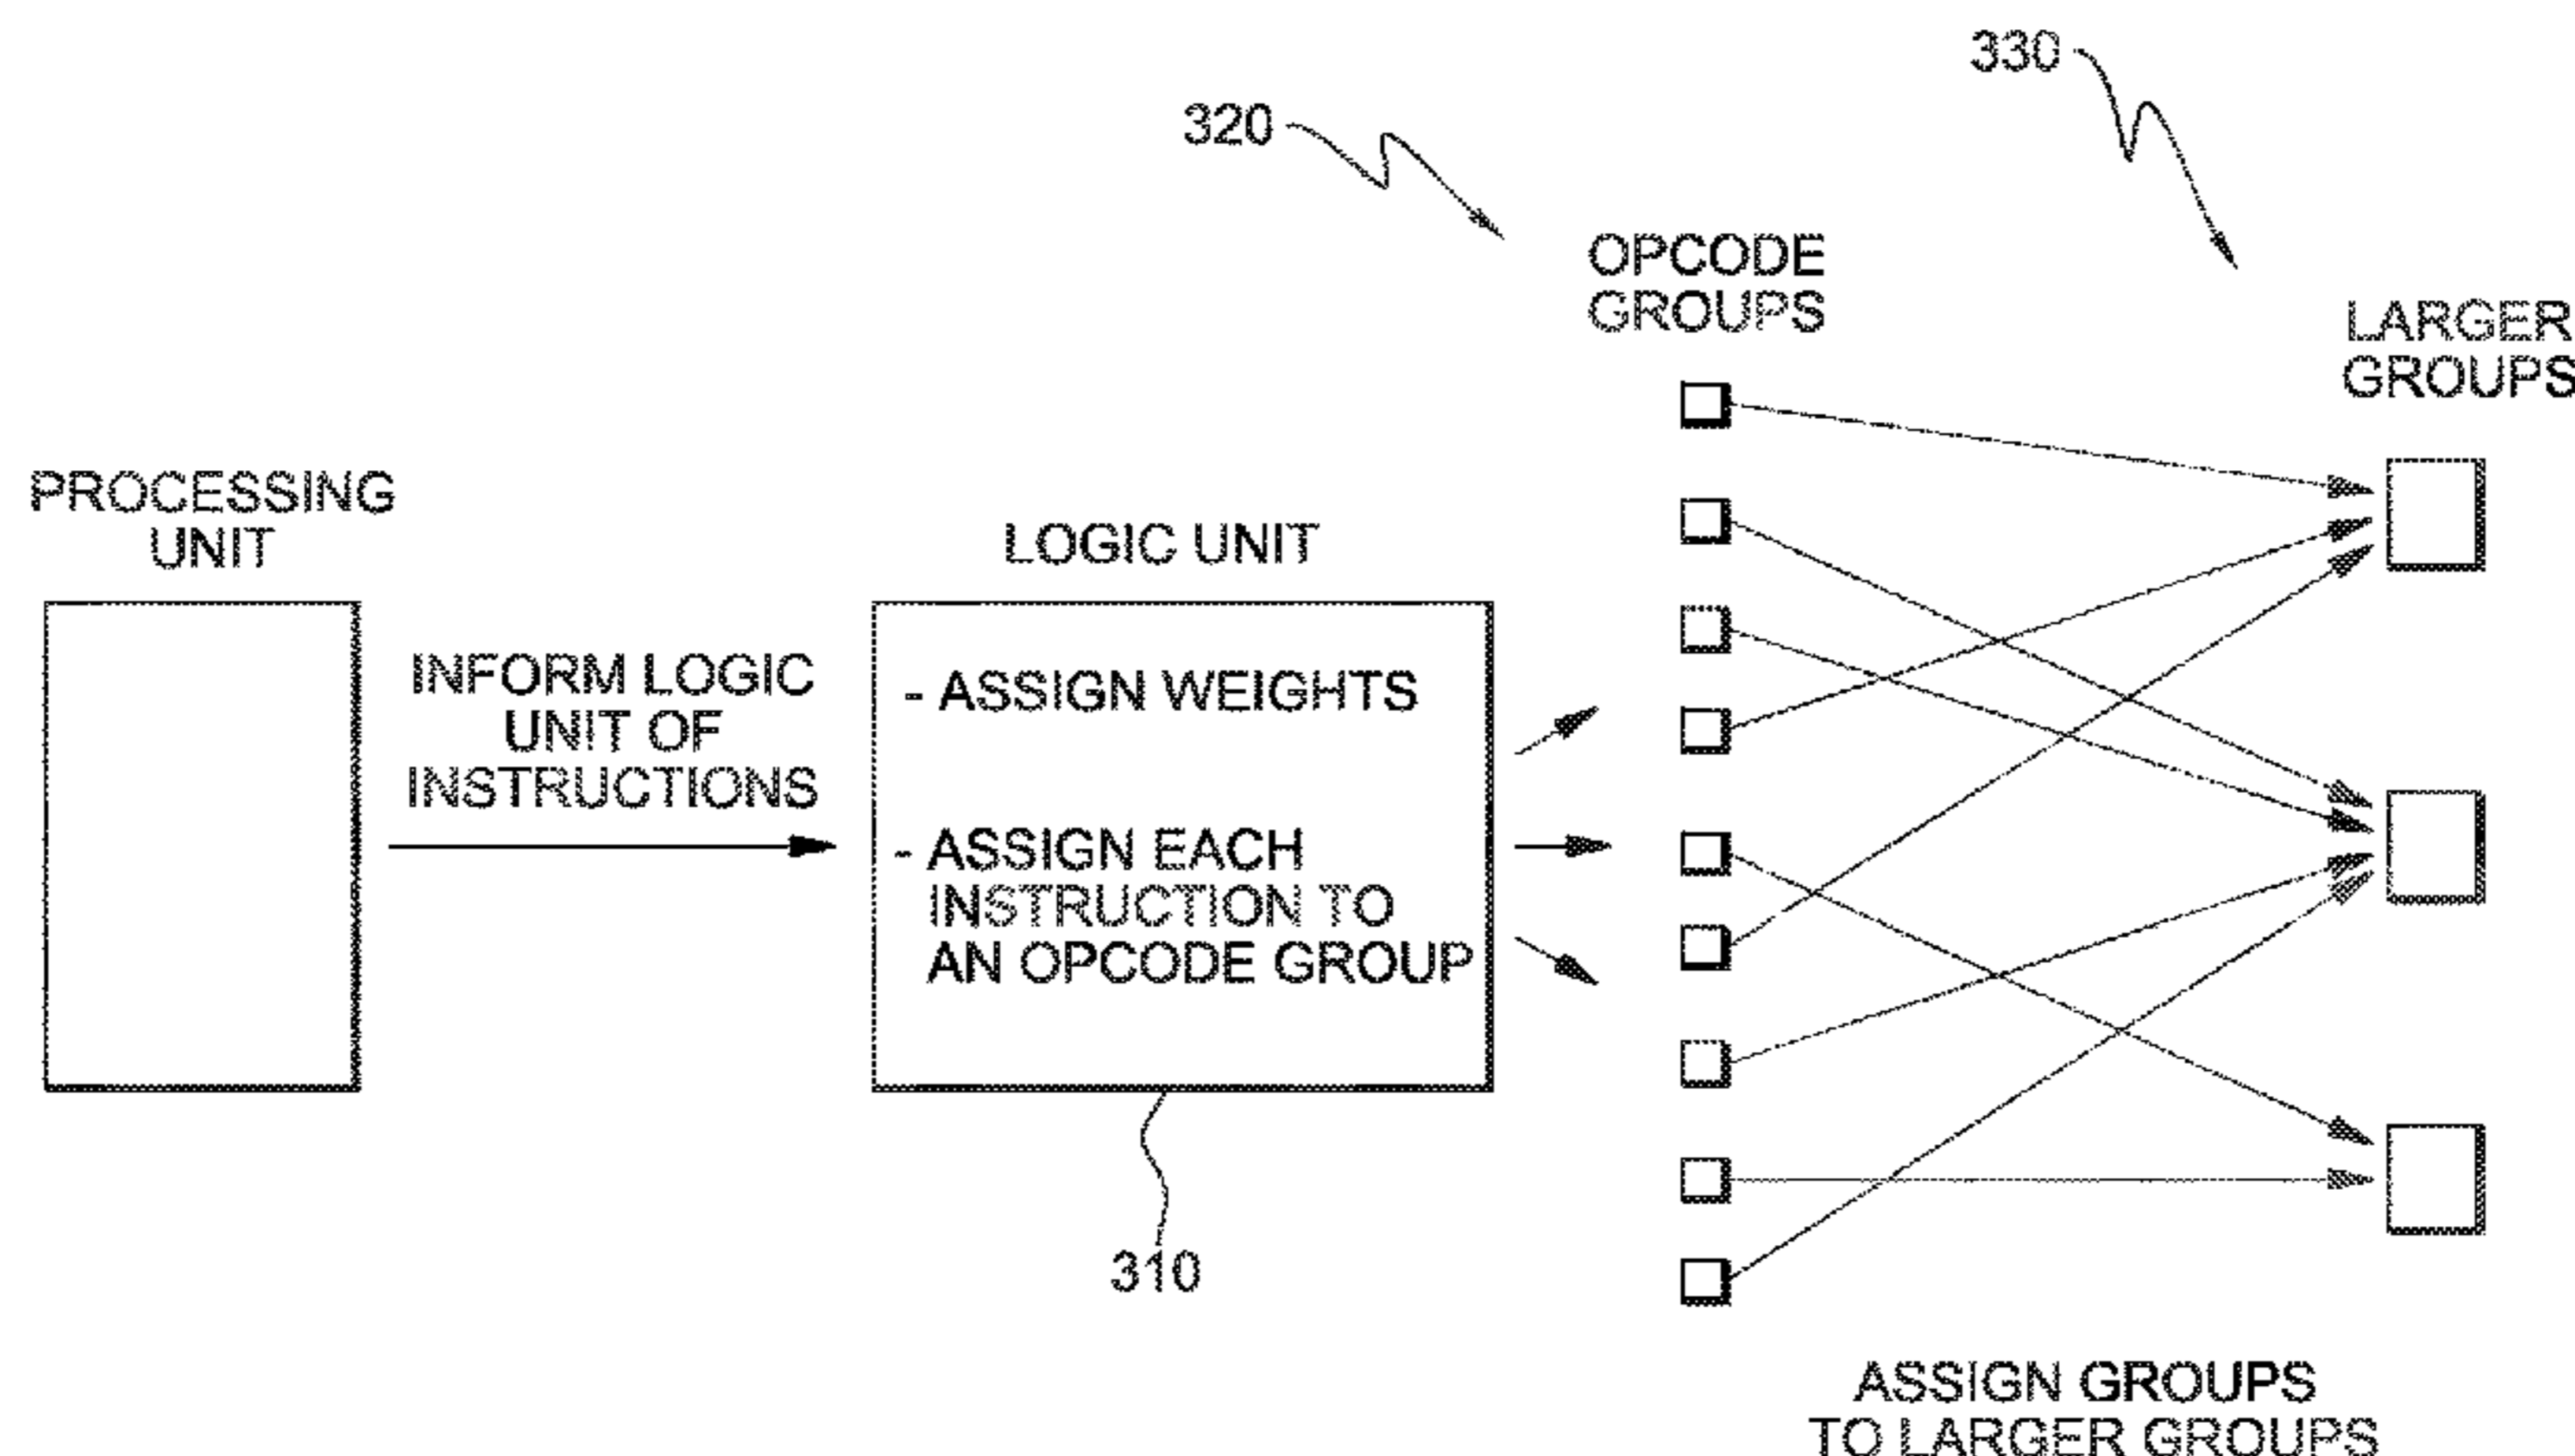 330
320
OPCODE
GROUPS
LARGER
GROUPS
PROCESSING
UNIT
INFORM LOGIC
UNIT OF
INSTRUCTIONS
LOGIC UNIT
- ASSIGN WEIGHTS
- ASSIGN EACH
INSTRUCTION TO
AN OPCODE GROUP
310
ASSIGN GROUPS
TO LARGER GROUPS